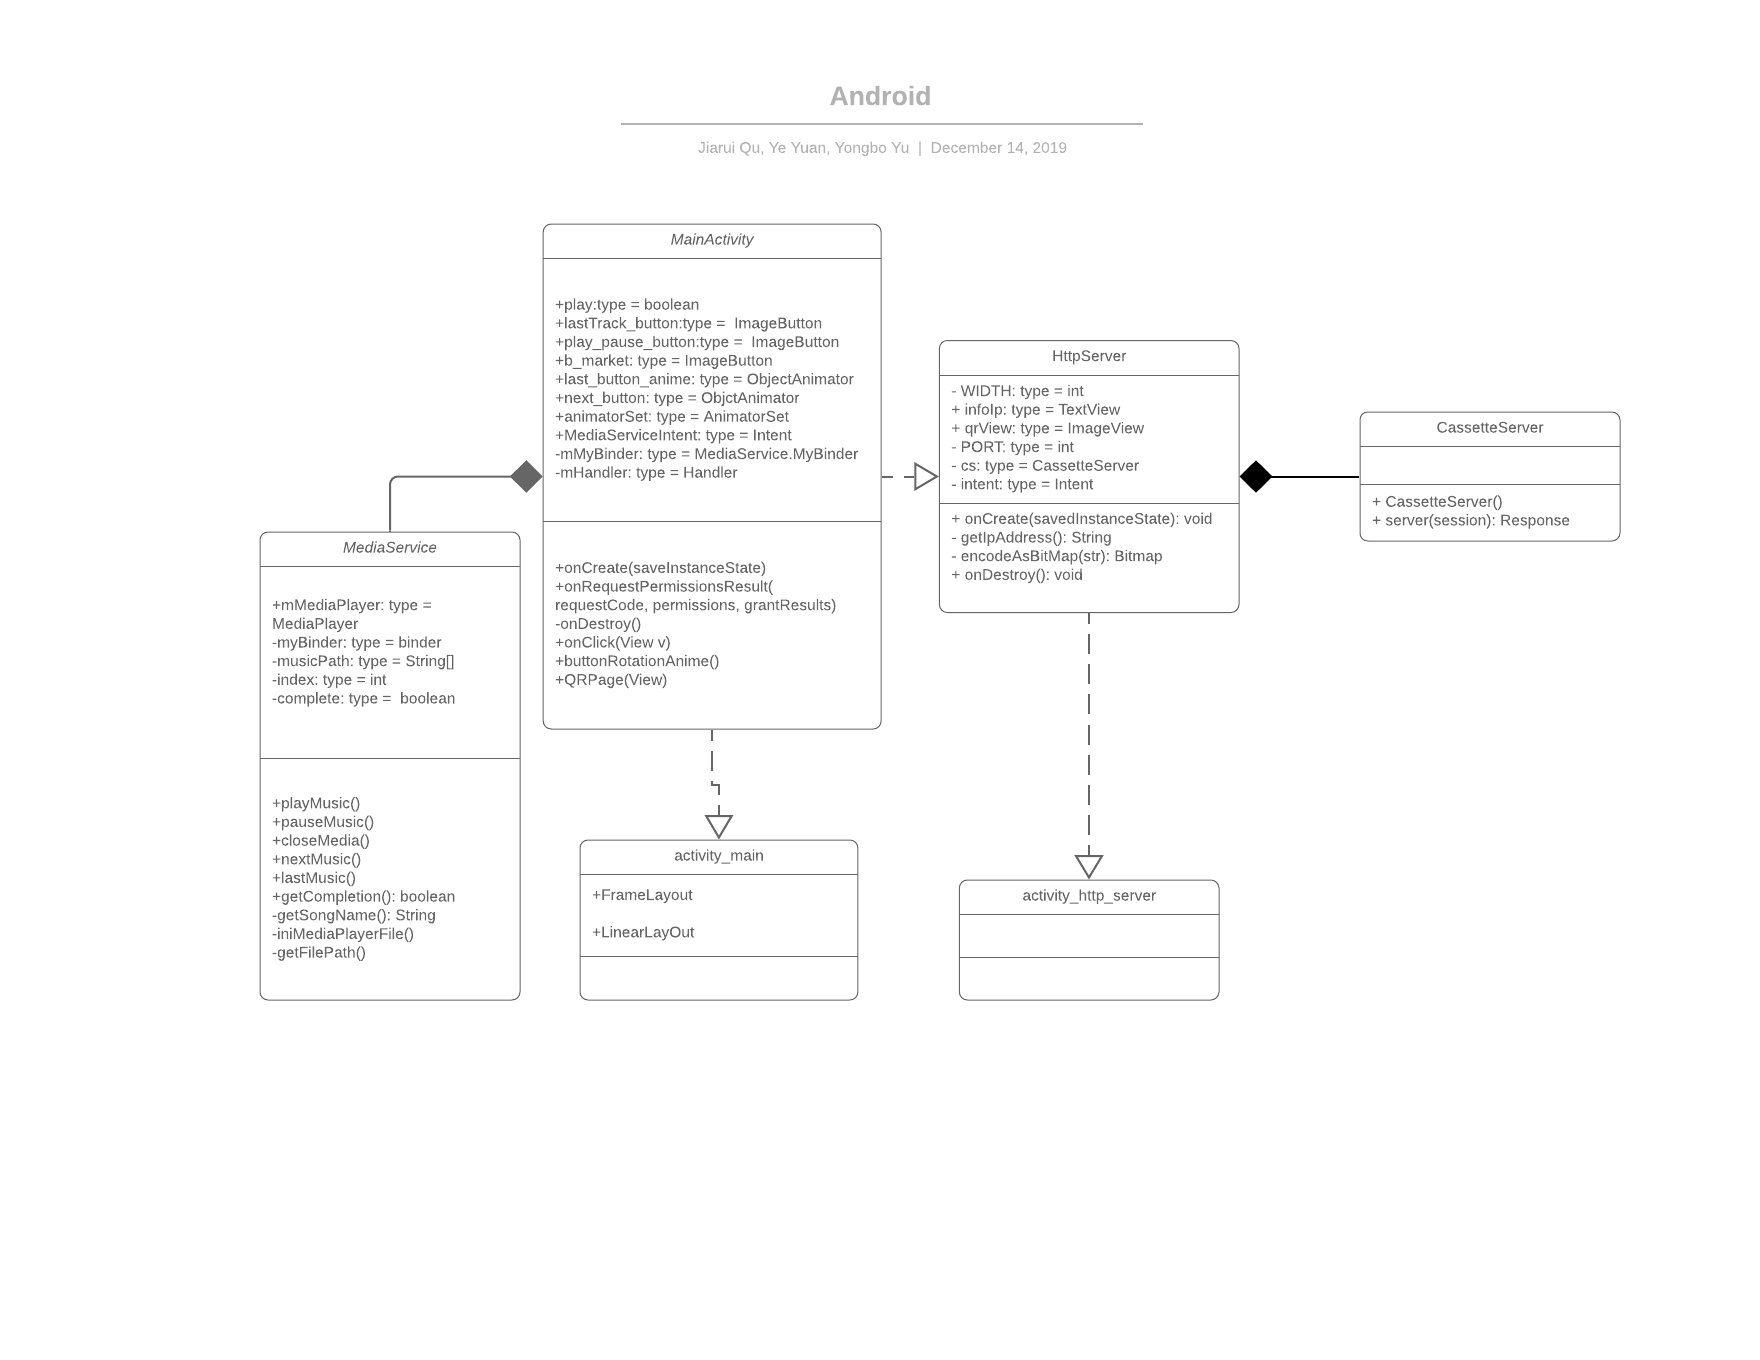 Android
Jiarui Qu, Ye Yuan, Yongbo Yu | December 14, 2019
MainActivity
+play:type = boolean
+lastTrack_button:type =  ImageButton
+play_pause_button:type =  ImageButton
+b_market: type = ImageButton
+last_button_anime: type = ObjectAnimator
+next_button: type = ObjctAnimator
+animatorSet: type = AnimatorSet
+MediaServiceIntent: type = Intent
-mMyBinder: type = MediaService.MyBinder
-mHandler: type = Handler
+onCreate(saveInstanceState)
+onRequestPermissionsResult(
requestCode, permissions, grantResults)
-onDestroy()
+onClick(View v)
+buttonRotationAnime()
+QRPage(View)
HttpServer
- WIDTH: type = int
+ infoIp: type = TextView
+ qrView: type = ImageView
- PORT: type = int
- cs: type = CassetteServer
- intent: type = Intent
+ onCreate(savedInstanceState): void
- getIpAddress(): String
- encodeAsBitMap(str): Bitmap
+ onDestroy(): void
CassetteServer
+ CassetteServer()
+ server(session): Response
MediaService
+mMediaPlayer: type =
MediaPlayer
-myBinder: type = binder
-musicPath: type = String[]
-index: type = int
-complete: type =  boolean
+playMusic()
+pauseMusic()
+closeMedia()
+nextMusic()
+lastMusic()
+getCompletion(): boolean
-getSongName(): String
-iniMediaPlayerFile()
-getFilePath()
activity_main
+FrameLayout
+LinearLayOut
activity_http_server